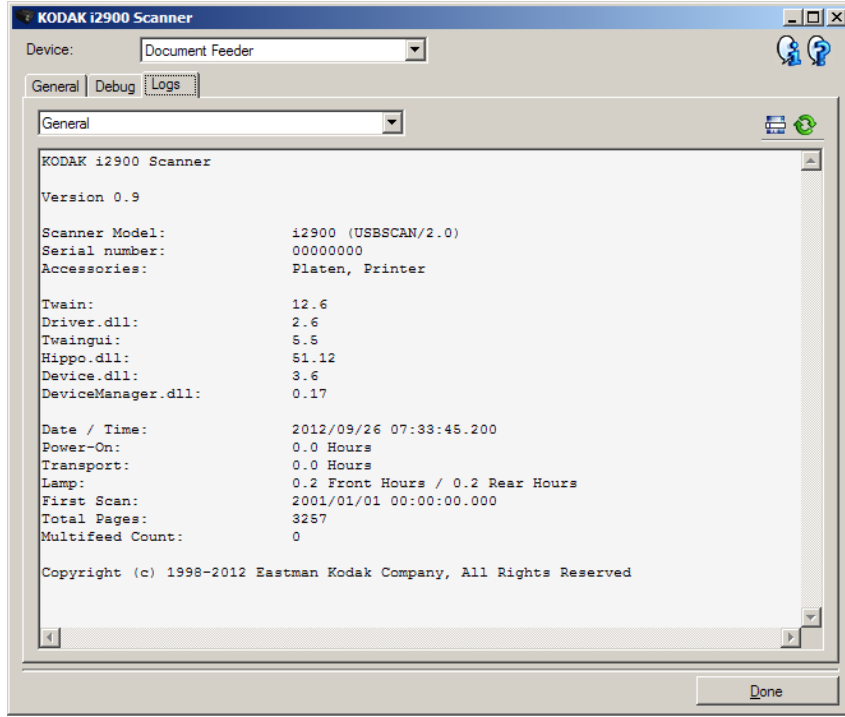 KODAK i2900 Scanner
Device: Document Feeder
General Debug Logs
General
KODAK i2900 Scanner
Version 0.9
Scanner Model: i2900 (USBSCAN/2.0)
Serial number: 00000000
Accessories: Platen, Printer
Twain: 12.6
Driver.dll: 2.6
Twaingui: 5.5
Hippo.dll: 51.12
Device.dll: 3.6
DeviceManager.dll: 0.17
Date / Time: 2012/09/26 07:33:45.200
Power-On: 0.0 Hours
Transport: 0.0 Hours
Lamp: 0.2 Front Hours / 0.2 Rear Hours
First Scan: 2001/01/01 00:00:00.000
Total Pages: 3257
Multifeed Count: 0
Copyright (c) 1998-2012 Eastman Kodak Company, All Rights Reserved
Done